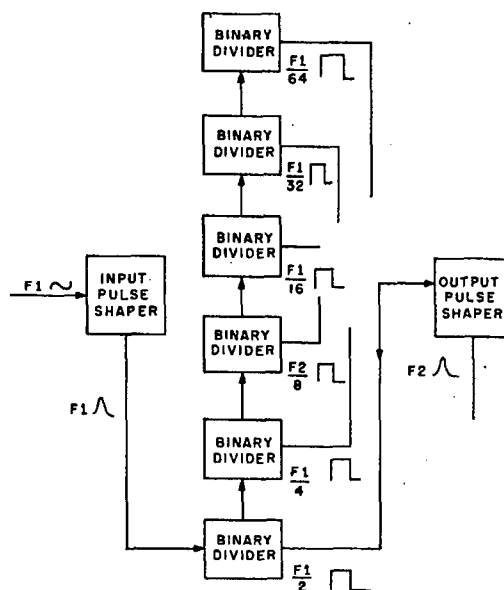 BINARY
DIVIDER
F1
64
BINARY
DIVIDER
F1
32
BINARY
DIVIDER
F1
16
F1
INPUT
PULSE
SHAPER
OUTPUT
PULSE
SHAPER
BINARY
DIVIDER
F2
8
F2
F1
BINARY
DIVIDER
F1
4
BINARY
DIVIDER
F1
2